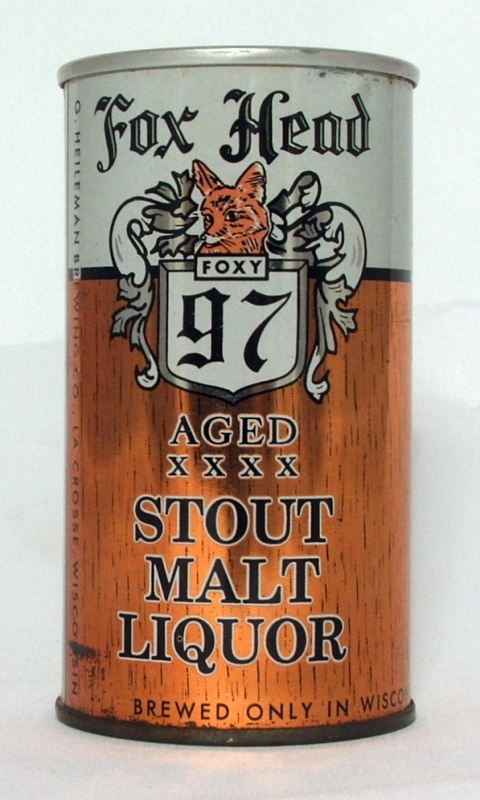 Fox Head
FOXY
97
AGED
XXXX
STOUT
MALT
LIQUOR
BREWED ONLY IN WISCO
G. HEILEMAN BREWING CO., LA CROSSE, WISCONSIN